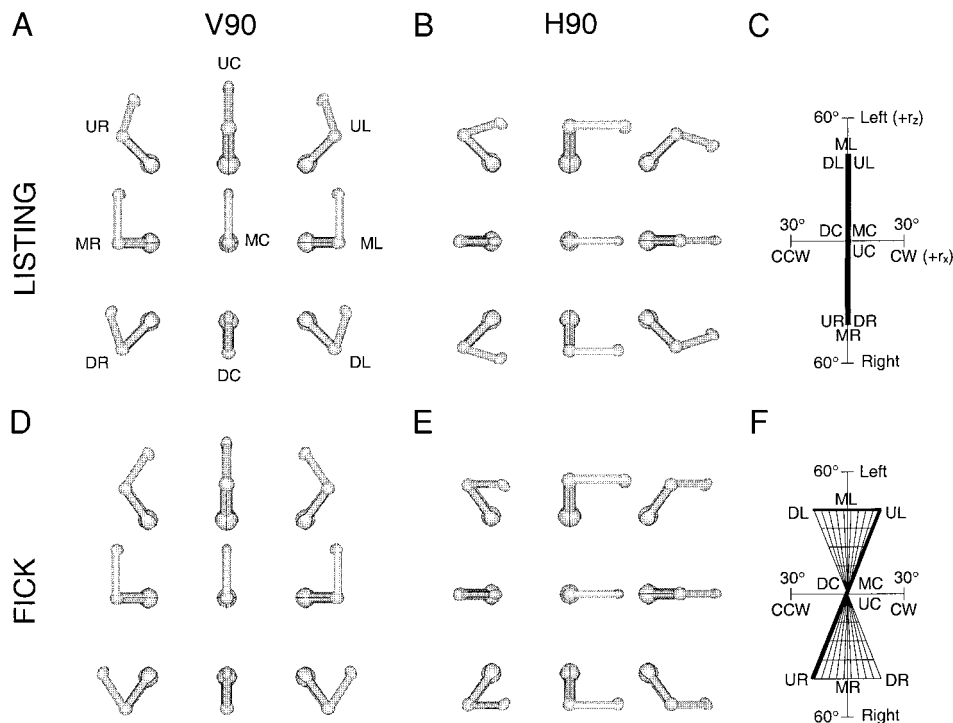 A
V90
B
H90
C
UC
UR
UL
MR
MC
ML
DR
DC
DL
LISTING
60° Left (+rz)
ML
DL UL
30° DC MC 30°
CCW UC CW (+rx)
UR DR
MR
60° Right
D
E
F
FICK
60° Left
DL ML UL
30° DC MC 30°
CCW UC CW
UR MR DR
60° Right